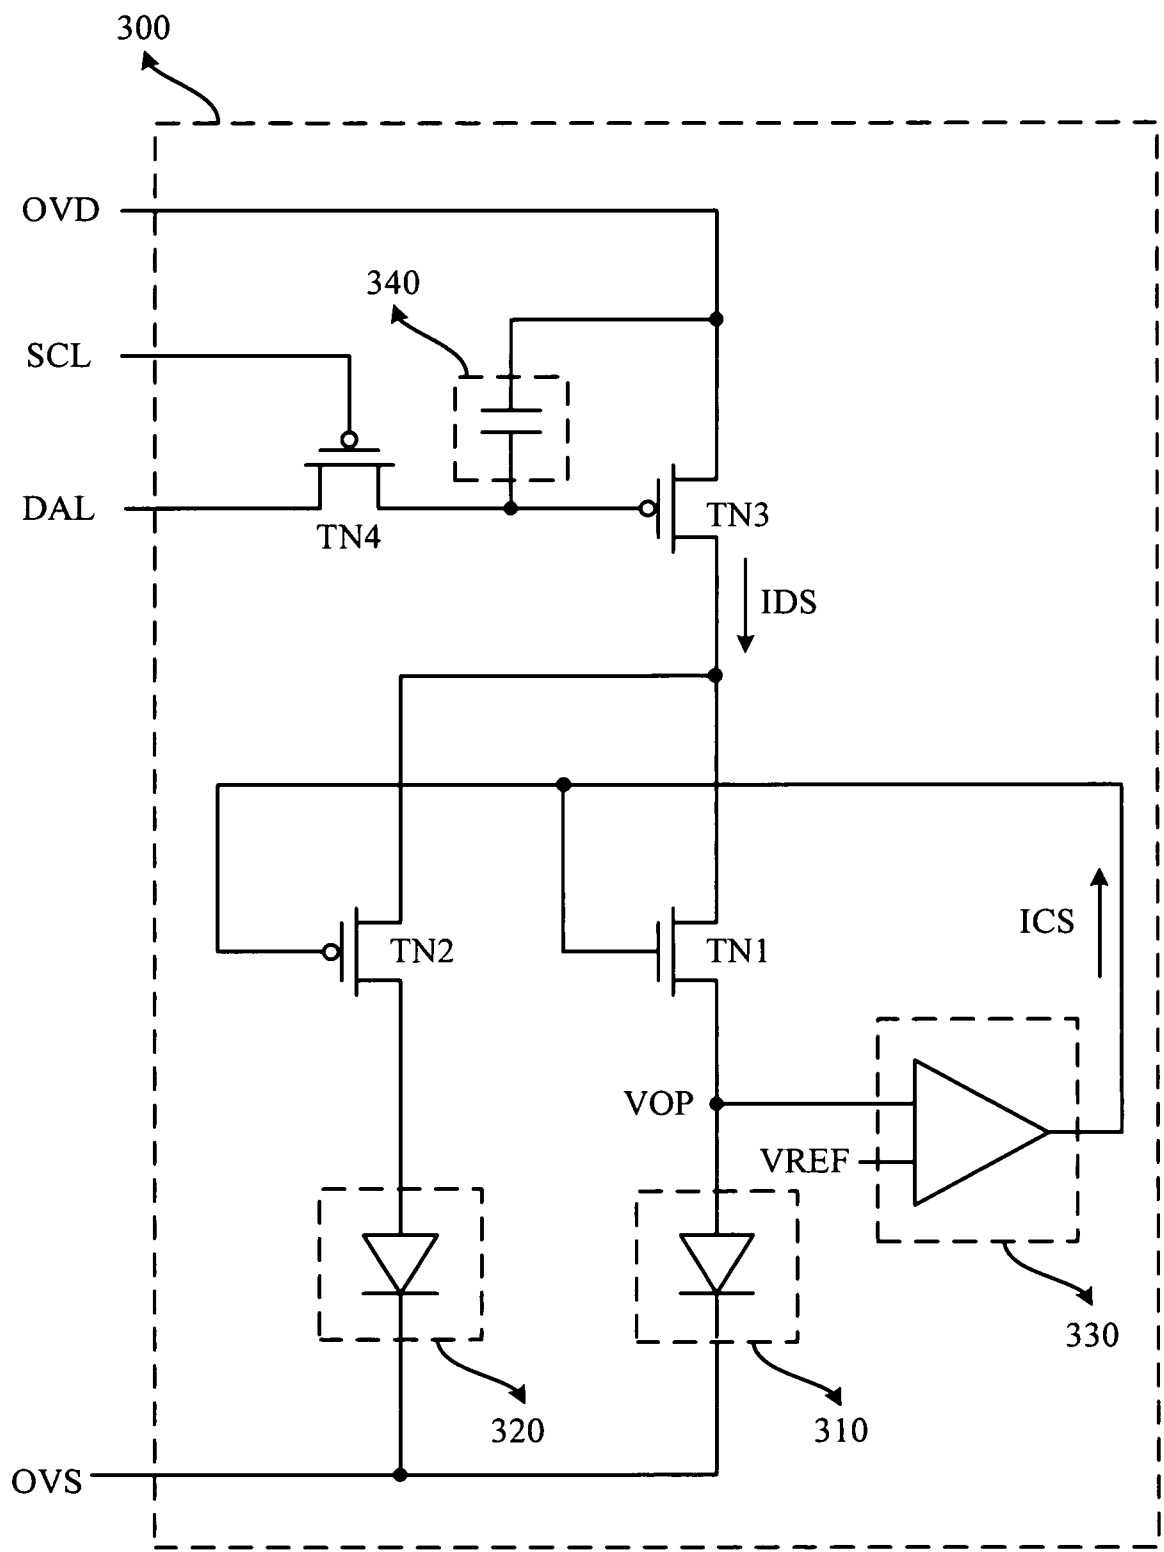 300
OVD
340
SCL
DAL
TN4
TN3
IDS
TN2
TN1
ICS
VOP
VREF
330
320
310
OVS